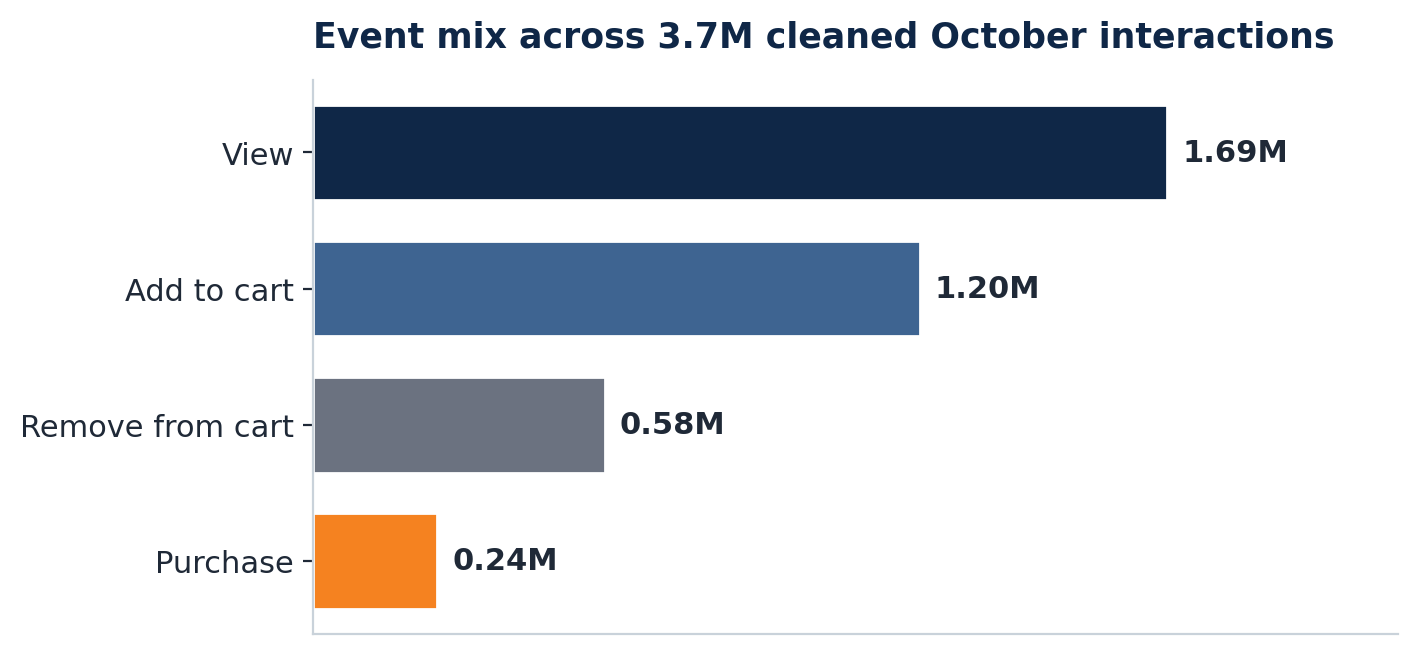 Event mix across 3.7M cleaned October interactions
View 1.69M
Add to cart 1.20M
Remove from cart 0.58M
Purchase 0.24M